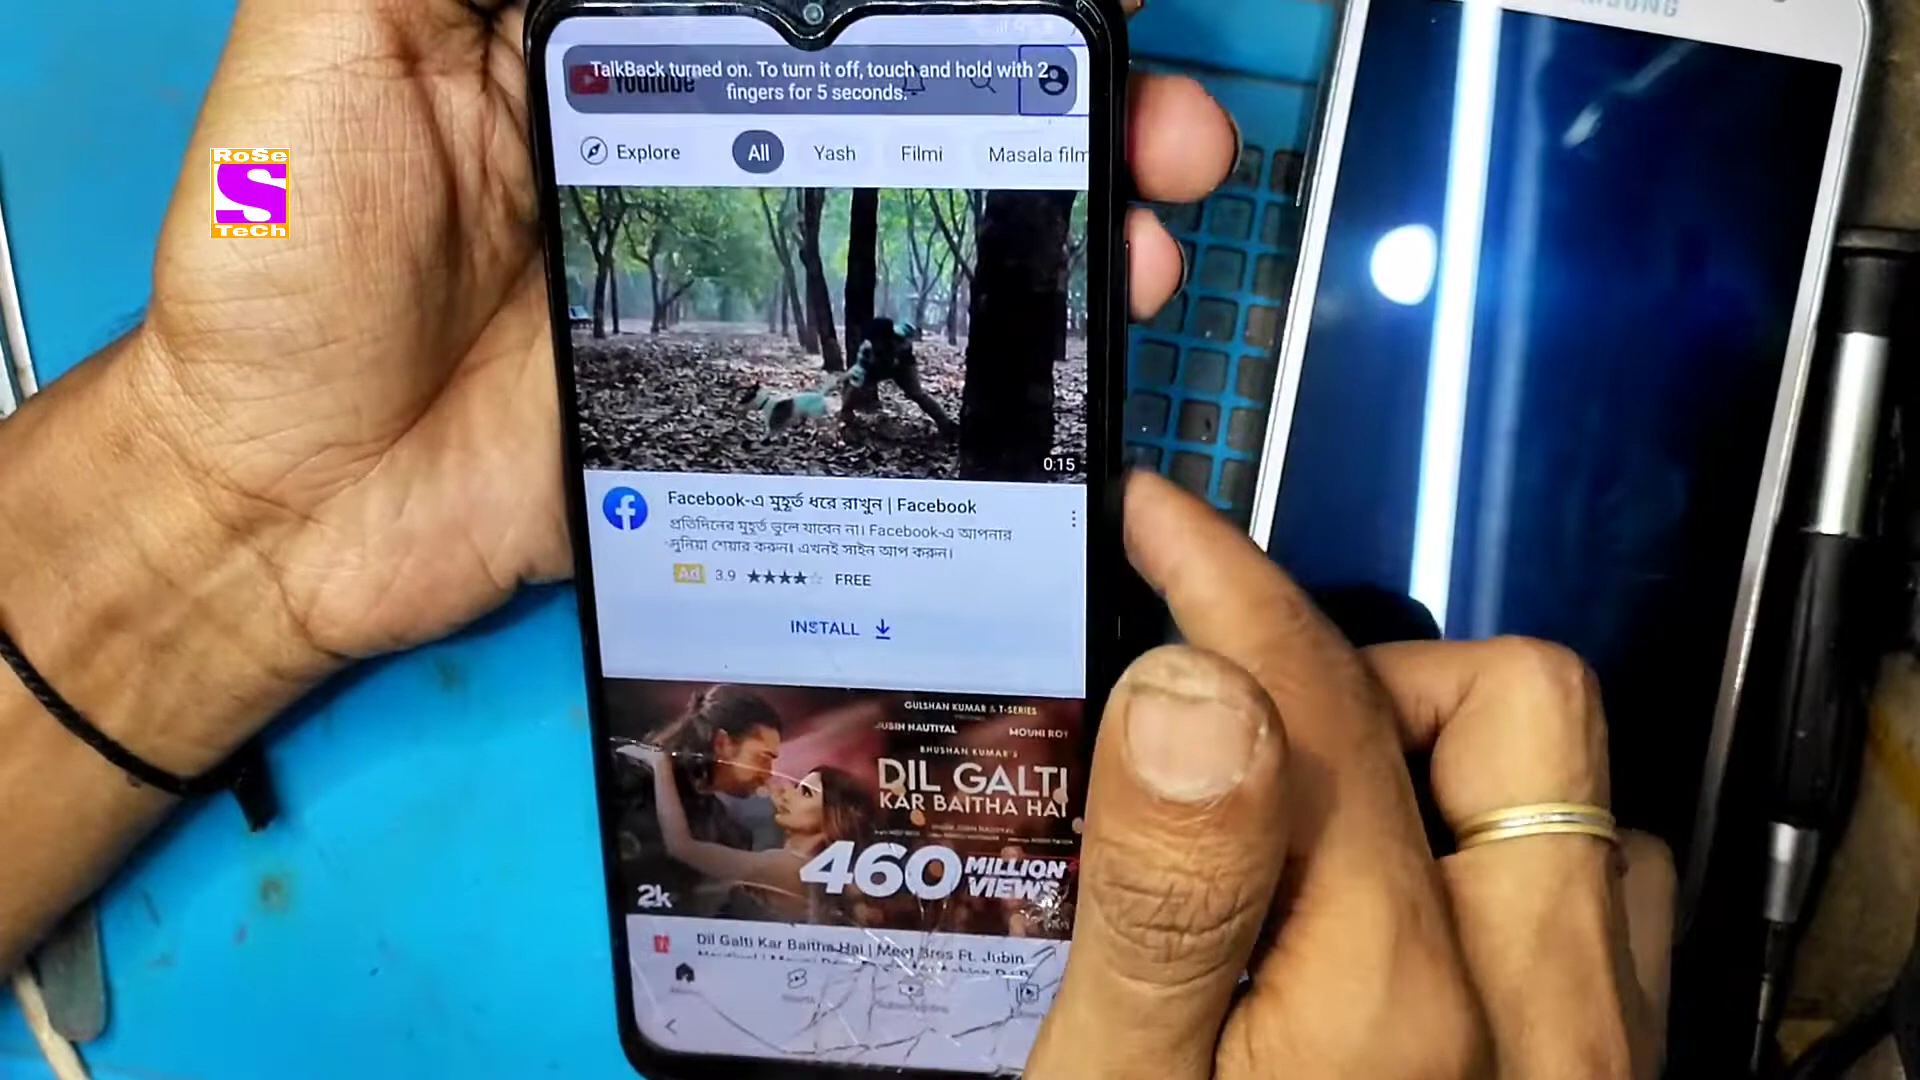 SAMSUNG
TalkBack turned on. To turn it off, touch and hold with 2
fingers for 5 seconds.
YouTube
Explore
All
Yash
Filmi
Masala film
RoSe
S
TeCh
0:15
Facebook-এ মুহূর্ত ধরে রাখুন | Facebook
প্রতিদিনের মুহূর্ত ভুলে যাবেন না। Facebook-এ আপনার
দুনিয়া শেয়ার করুন। এখনই সাইন আপ করুন।
Ad 3.9 ★★★★☆ FREE
INSTALL
GULSHAN KUMAR & T-SERIES
JUBIN NAUTIYAL
MOUNI ROY
BHUSHAN KUMAR'S
DIL GALTI
KAR BAITHA HAI
460 MILLION
VIEWS
2k
Dil Galti Kar Baitha Hai | Meet Bros Ft. Jubin